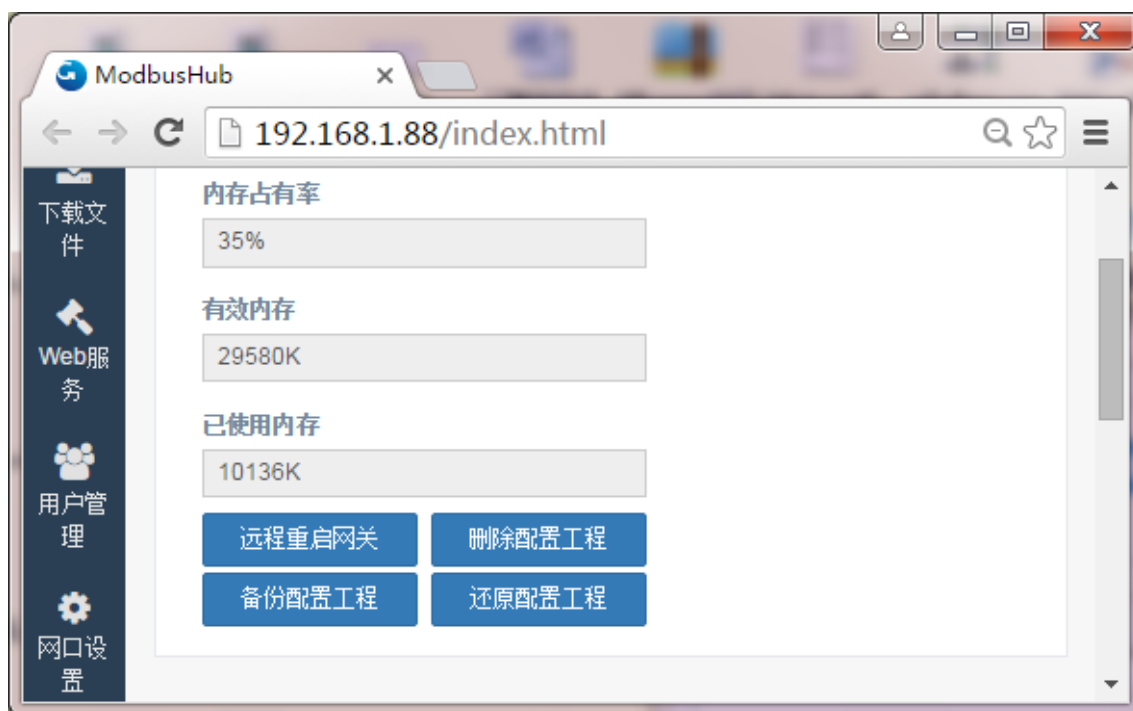 ModbusHub
192.168.1.88/index.html
下载文
件
Web服
务
用户管
理
网口设
置
内存占有率
35%
有效内存
29580K
已使用内存
10136K
远程重启网关 删除配置工程
备份配置工程 还原配置工程